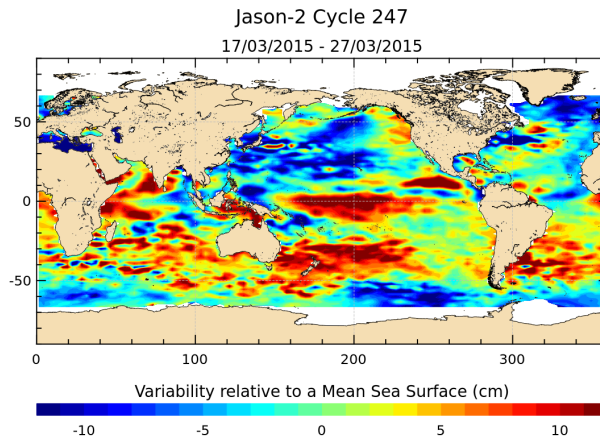 Jason-2 Cycle 247
17/03/2015 - 27/03/2015
50
0
-50
0 100 200 300
Variability relative to a Mean Sea Surface (cm)
-10 -5 0 5 10